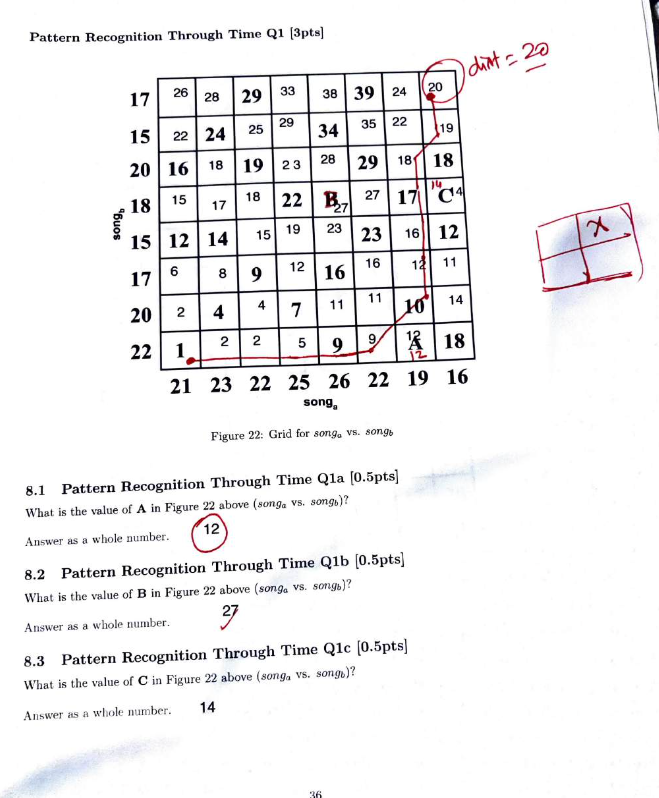 Pattern Recognition Through Time Q1 [3pts]
dist = 20
17 26 28 29 33 38 39 24 20
15 22 24 25 29 34 35 22 19
20 16 18 19 23 28 29 18 18
18 15 17 18 22 B 27 27 17 14 C 14
15 12 14 15 19 23 23 16 12
17 6 8 9 12 16 16 12 11
20 2 4 4 7 11 11 10 14
22 1 2 2 5 9 9 12 A 12 18
21 23 22 25 26 22 19 16
songₐ
song_b
x
Figure 22: Grid for songₐ vs. song_b
8.1 Pattern Recognition Through Time Q1a [0.5pts]
What is the value of A in Figure 22 above (songₐ vs. song_b)?
Answer as a whole number. 12
8.2 Pattern Recognition Through Time Q1b [0.5pts]
What is the value of B in Figure 22 above (songₐ vs. song_b)?
Answer as a whole number. 27
8.3 Pattern Recognition Through Time Q1c [0.5pts]
What is the value of C in Figure 22 above (songₐ vs. song_b)?
Answer as a whole number. 14
36